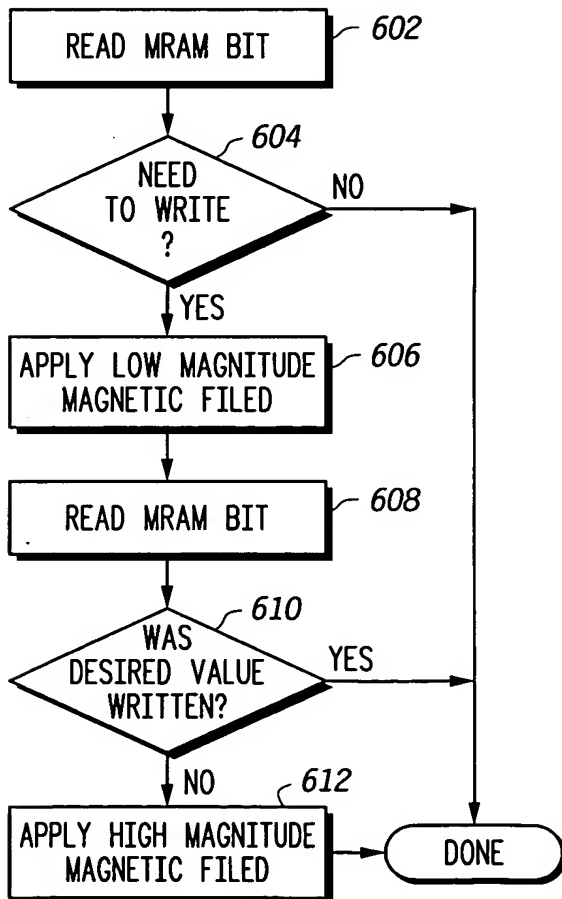 READ MRAM BIT
602
604
NEED
TO WRITE
?
NO
YES
APPLY LOW MAGNITUDE
MAGNETIC FILED
606
READ MRAM BIT
608
610
WAS
DESIRED VALUE
WRITTEN?
YES
NO
612
APPLY HIGH MAGNITUDE
MAGNETIC FILED
DONE